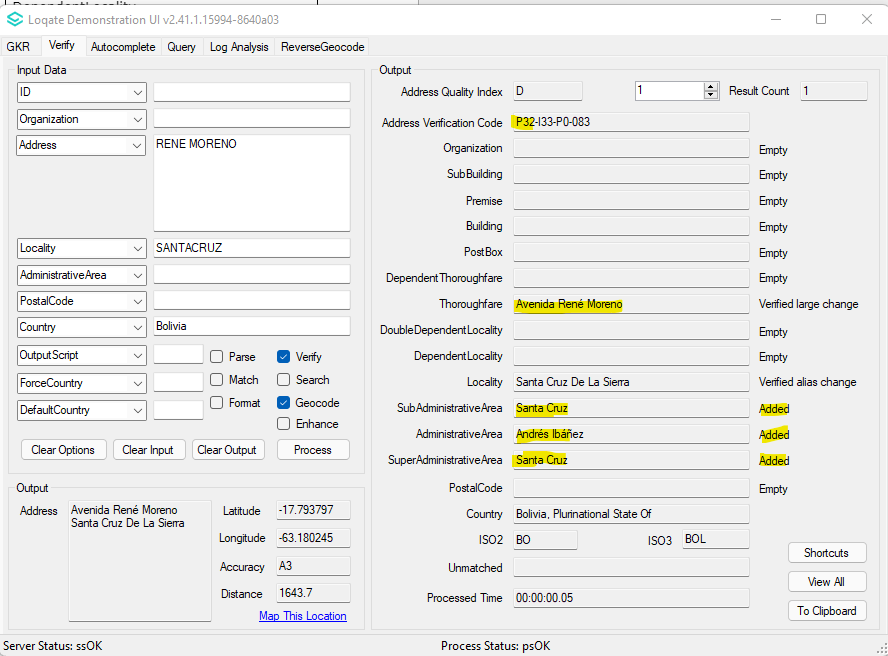 Loqate Demonstration UI v2.41.1.15994-8640a03
GKR Verify Autocomplete Query Log Analysis ReverseGeocode
Input Data
ID
Organization
Address RENE MORENO
Locality SANTACRUZ
AdministrativeArea
PostalCode
Country Bolivia
OutputScript Parse Verify
ForceCountry Match Search
DefaultCountry Format Geocode
Enhance
Clear Options Clear Input Clear Output Process
Output
Address Avenida René Moreno
Santa Cruz De La Sierra
Latitude -17.793797
Longitude -63.180245
Accuracy A3
Distance 1643.7
Map This Location
Output
Address Quality Index D 1 Result Count 1
Address Verification Code P32-I33-P0-083
Organization Empty
SubBuilding Empty
Premise Empty
Building Empty
PostBox Empty
DependentThoroughfare Empty
Thoroughfare Avenida René Moreno Verified large change
DoubleDependentLocality Empty
DependentLocality Empty
Locality Santa Cruz De La Sierra Verified alias change
SubAdministrativeArea Santa Cruz Added
AdministrativeArea Andrés Ibáñez Added
SuperAdministrativeArea Santa Cruz Added
PostalCode Empty
Country Bolivia, Plurinational State Of
ISO2 BO ISO3 BOL
Unmatched
Processed Time 00:00:00.05
Shortcuts
View All
To Clipboard
Server Status: ssOK Process Status: psOK